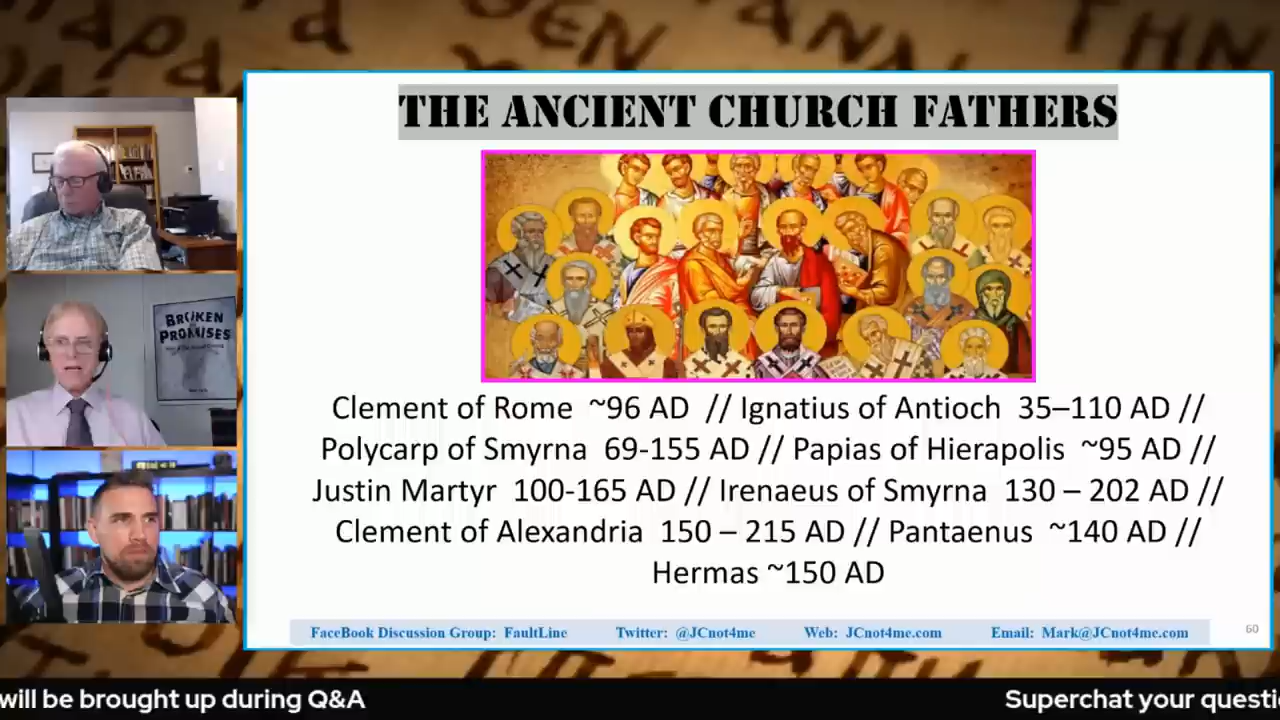 THE ANCIENT CHURCH FATHERS
Clement of Rome ~96 AD // Ignatius of Antioch 35–110 AD //
Polycarp of Smyrna 69-155 AD // Papias of Hierapolis ~95 AD //
Justin Martyr 100-165 AD // Irenaeus of Smyrna 130 – 202 AD //
Clement of Alexandria 150 – 215 AD // Pantaenus ~140 AD //
Hermas ~150 AD
FaceBook Discussion Group: FaultLine Twitter: @JCnot4me Web: JCnot4me.com Email: Mark@JCnot4me.com
60
BROKEN
PROMISES
will be brought up during Q&A
Superchat your questi